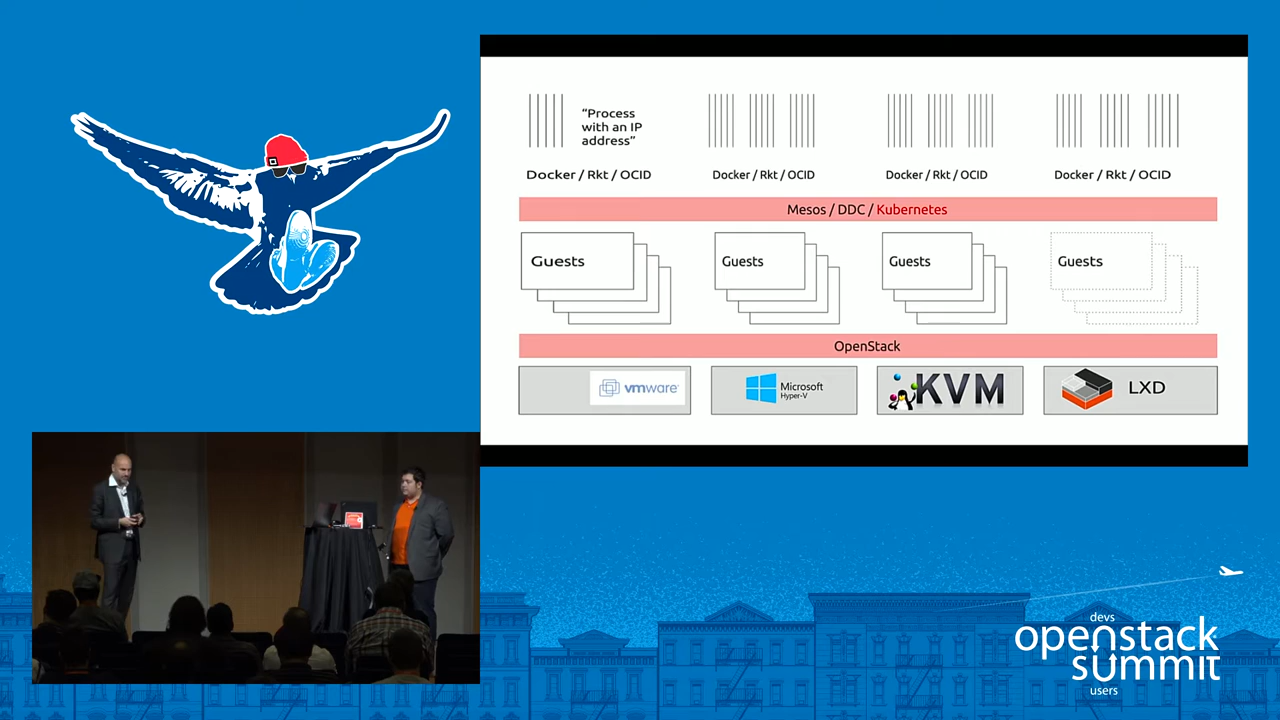 “Process
with an IP
address”
Docker / Rkt / OCID
Docker / Rkt / OCID
Docker / Rkt / OCID
Docker / Rkt / OCID
Mesos / DDC / Kubernetes
Guests
Guests
Guests
Guests
OpenStack
vmware
Microsoft
Hyper-V
KVM
LXD
devs
openstack
summit
users